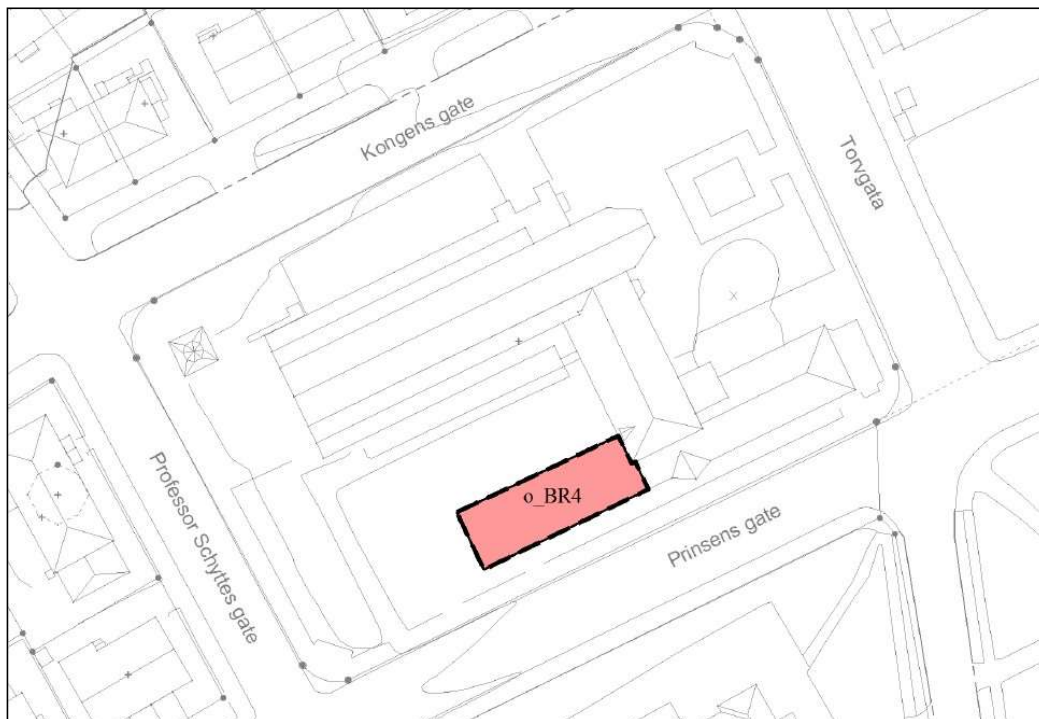 Kongens gate
Torvgata
o_BR4
Professor Schyttes gate
Prinsens gate